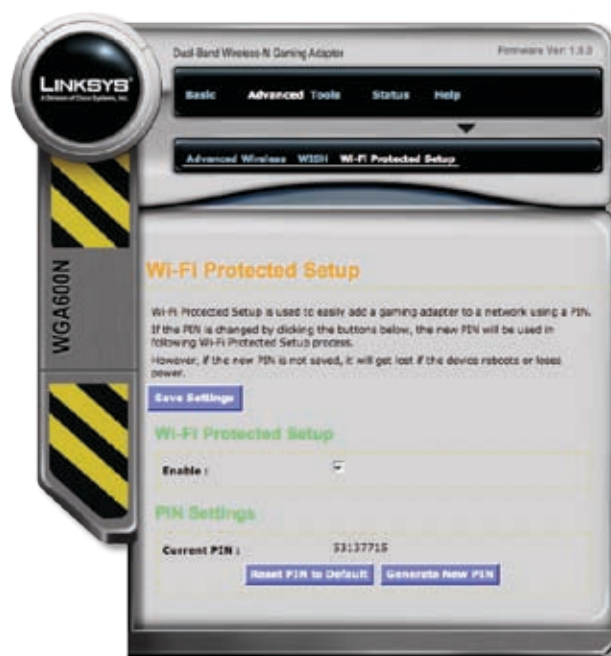 LINKSYS®
A Division of Cisco Systems, Inc.
Dual-Band Wireless-N Gaming Adapter
Firmware Ver: 1.0.0
Basic Advanced Tools Status Help
Advanced Wireless WISH Wi-Fi Protected Setup
WGA600N
Wi-Fi Protected Setup
Wi-Fi Protected Setup is used to easily add a gaming adapter to a network using a PIN.
If the PIN is changed by clicking the buttons below, the new PIN will be used in
following Wi-Fi Protected Setup process.
However, if the new PIN is not saved, it will get lost if the device reboots or loses
power.
Save Settings
Wi-Fi Protected Setup
Enable :
PIN Settings
Current PIN : 53137715
Reset PIN to Default Generate New PIN